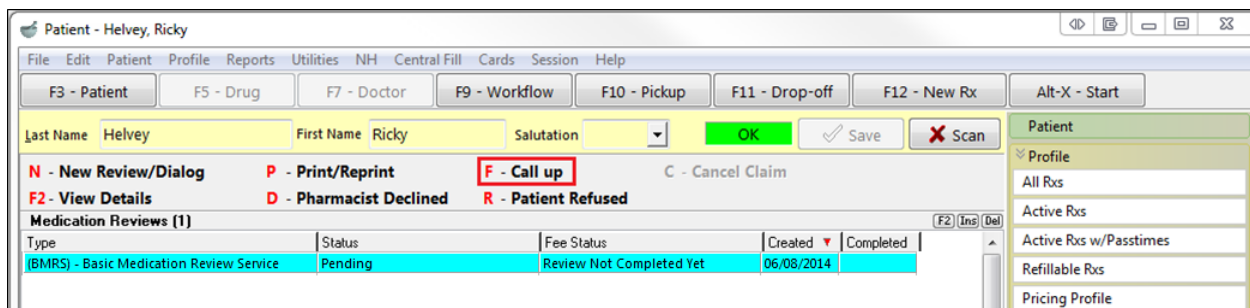 Patient - Helvey, Ricky
File Edit Patient Profile Reports Utilities NH Central Fill Cards Session Help
F3 - Patient F5 - Drug F7 - Doctor F9 - Workflow F10 - Pickup F11 - Drop-off F12 - New Rx Alt-X - Start
Last Name Helvey First Name Ricky Salutation OK Save Scan
N - New Review/Dialog P - Print/Reprint F - Call up C - Cancel Claim
F2 - View Details D - Pharmacist Declined R - Patient Refused
Medication Reviews (1) F2 Ins Del
Type Status Fee Status Created Completed
(BMRS) - Basic Medication Review Service Pending Review Not Completed Yet 06/08/2014
Patient
Profile
All Rxs
Active Rxs
Active Rxs w/Passtimes
Refillable Rxs
Pricing Profile